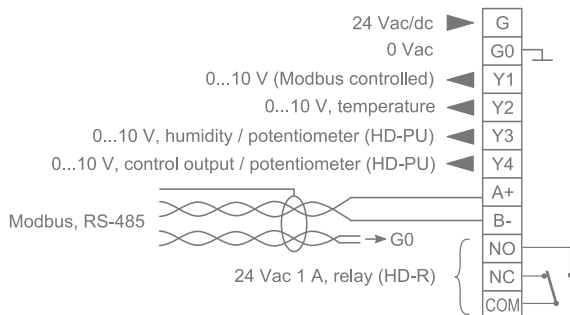 24 Vac/dc G
0 Vac G0
0...10 V (Modbus controlled) Y1
0...10 V, temperature Y2
0...10 V, humidity / potentiometer (HD-PU) Y3
0...10 V, control output / potentiometer (HD-PU) Y4
A+
Modbus, RS-485 B-
G0
NO
24 Vac 1 A, relay (HD-R) NC
COM